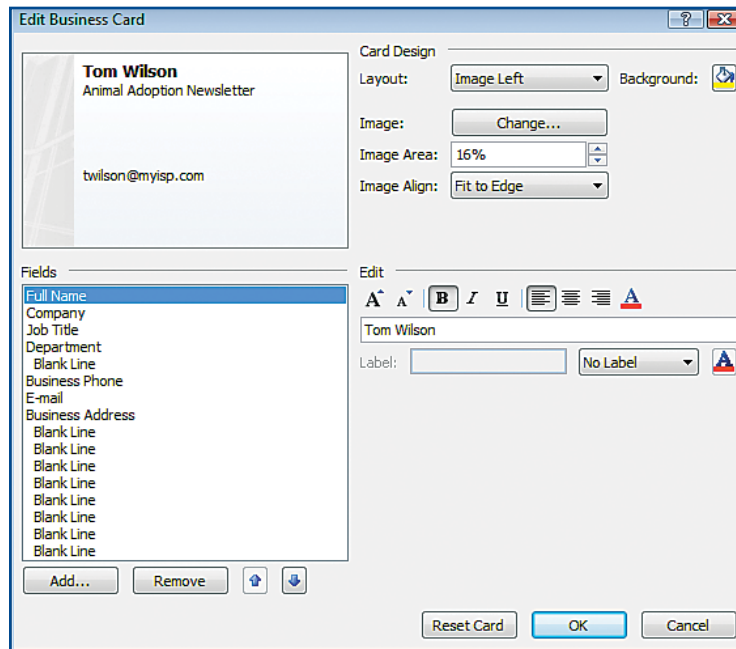 Edit Business Card
Tom Wilson
Animal Adoption Newsletter
twilson@myisp.com
Card Design
Layout: Image Left Background:
Image: Change...
Image Area: 16%
Image Align: Fit to Edge
Fields
Full Name
Company
Job Title
Department
Blank Line
Business Phone
E-mail
Business Address
Blank Line
Blank Line
Blank Line
Blank Line
Blank Line
Blank Line
Blank Line
Blank Line
Add... Remove
Edit
A A B I U A
Tom Wilson
Label: No Label A
Reset Card OK Cancel